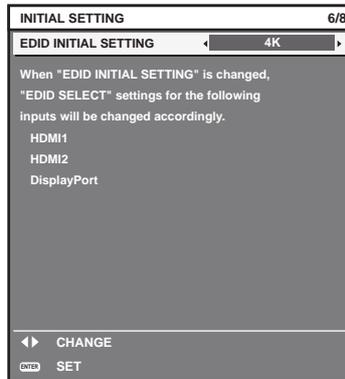 INITIAL SETTING 6/8
EDID INITIAL SETTING 4K
When "EDID INITIAL SETTING" is changed,
"EDID SELECT" settings for the following
inputs will be changed accordingly.
HDMI1
HDMI2
DisplayPort
CHANGE
ENTER SET